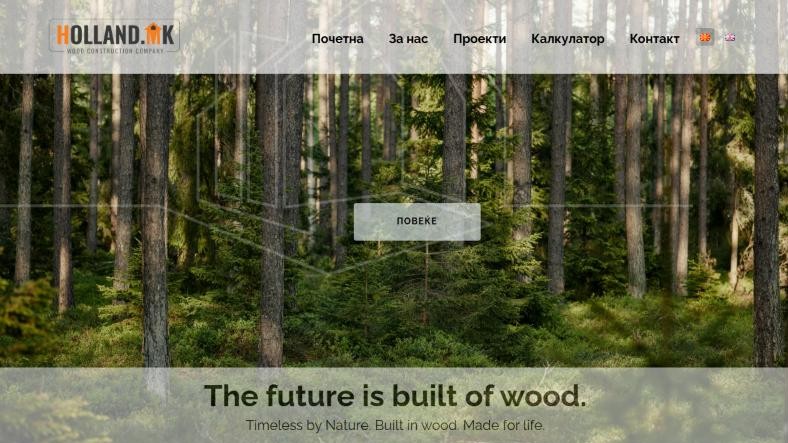 HOLLAND.MK
WOOD CONSTRUCTION COMPANY
Почетна За нас Проекти Калкулатор Контакт
ПОВЕЌЕ
The future is built of wood.
Timeless by Nature. Built in wood. Made for life.